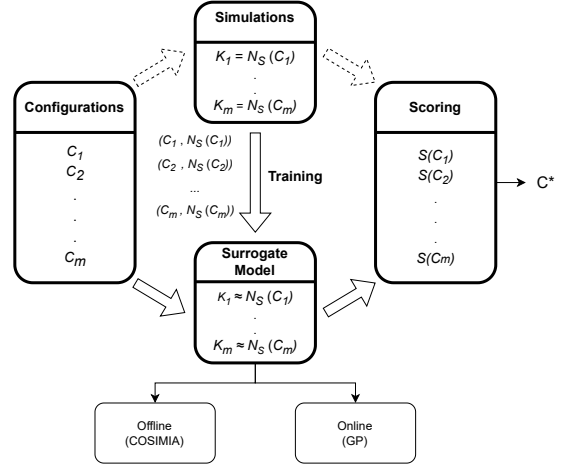 Simulations
K₁ = Nₛ (C₁)
.
.
Kₘ = Nₛ (Cₘ)
Configurations
C₁
C₂
.
.
.
Cₘ
(C₁ , Nₛ (C₁))
(C₂ , Nₛ (C₂))
...
(Cₘ , Nₛ (Cₘ))
Training
Surrogate
Model
K₁ ≈ Nₛ (C₁)
.
.
Kₘ ≈ Nₛ (Cₘ)
Scoring
S(C₁)
S(C₂)
.
.
.
S(Cₘ)
C*
Offline
(COSIMIA)
Online
(GP)